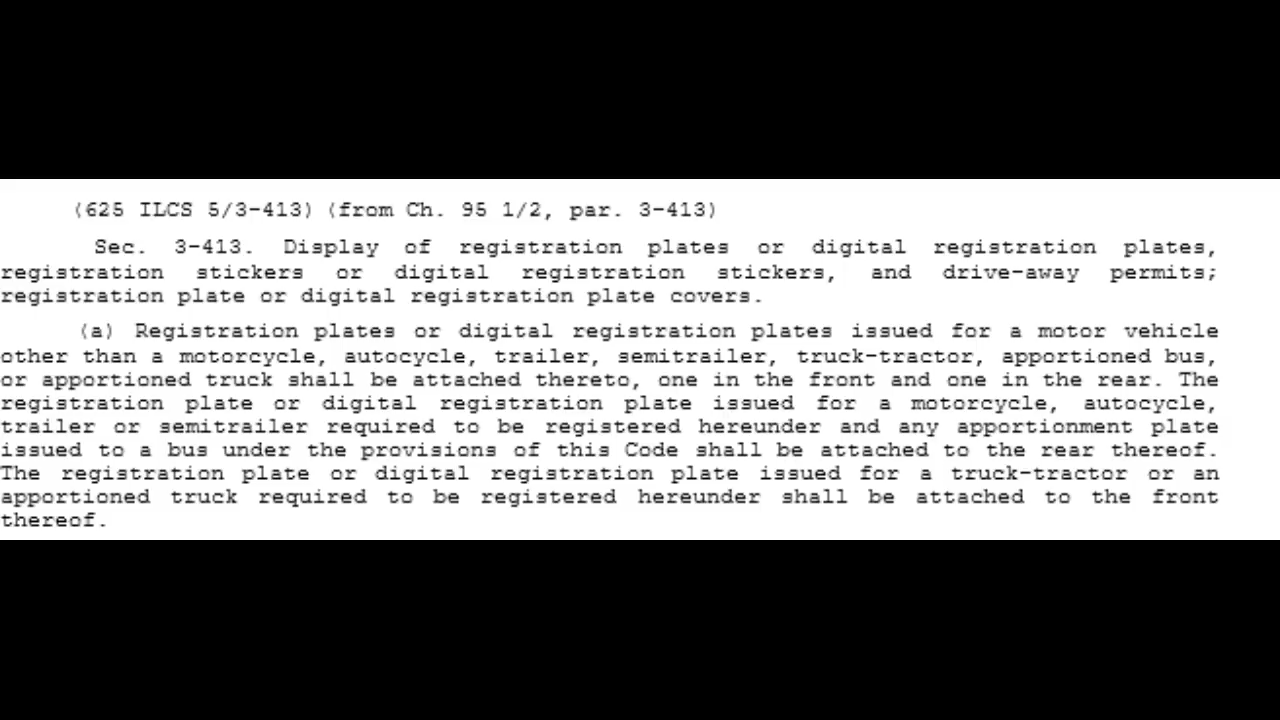 (625 ILCS 5/3-413) (from Ch. 95 1/2, par. 3-413)
Sec. 3-413. Display of registration plates or digital registration plates,
registration stickers or digital registration stickers, and drive-away permits;
registration plate or digital registration plate covers.
(a) Registration plates or digital registration plates issued for a motor vehicle
other than a motorcycle, autocycle, trailer, semitrailer, truck-tractor, apportioned bus,
or apportioned truck shall be attached thereto, one in the front and one in the rear. The
registration plate or digital registration plate issued for a motorcycle, autocycle,
trailer or semitrailer required to be registered hereunder and any apportionment plate
issued to a bus under the provisions of this Code shall be attached to the rear thereof.
The registration plate or digital registration plate issued for a truck-tractor or an
apportioned truck required to be registered hereunder shall be attached to the front
thereof.